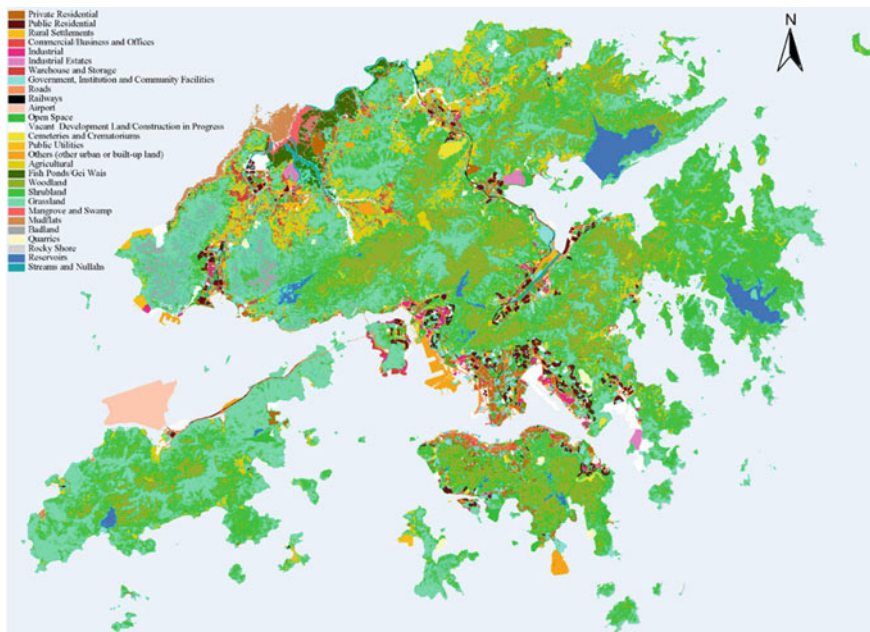 Private Residential
Public Residential
Rural Settlements
Commercial/Business and Offices
Industrial
Industrial Estates
Warehouse and Storage
Government, Institution and Community Facilities
Roads
Railways
Airport
Open Space
Vacant Development Land/Construction in Progress
Cemeteries and Crematoriums
Public Utilities
Others (other urban or built-up land)
Agricultural
Fish Ponds/Gei Wais
Woodland
Shrubland
Grassland
Mangrove and Swamp
Mudflats
Badland
Quarries
Rocky Shore
Reservoirs
Streams and Nullahs
N